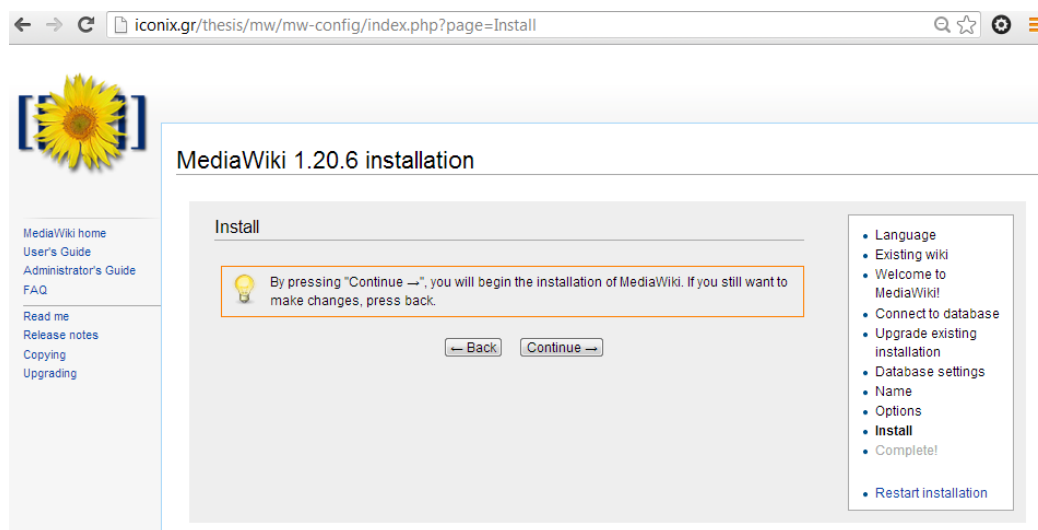 iconix.gr/thesis/mw/mw-config/index.php?page=Install
MediaWiki 1.20.6 installation
MediaWiki home
User's Guide
Administrator's Guide
FAQ
Read me
Release notes
Copying
Upgrading
Install
By pressing "Continue →", you will begin the installation of MediaWiki. If you still want to
make changes, press back.
← Back
Continue →
Language
Existing wiki
Welcome to
MediaWiki!
Connect to database
Upgrade existing
installation
Database settings
Name
Options
Install
Complete!
Restart installation